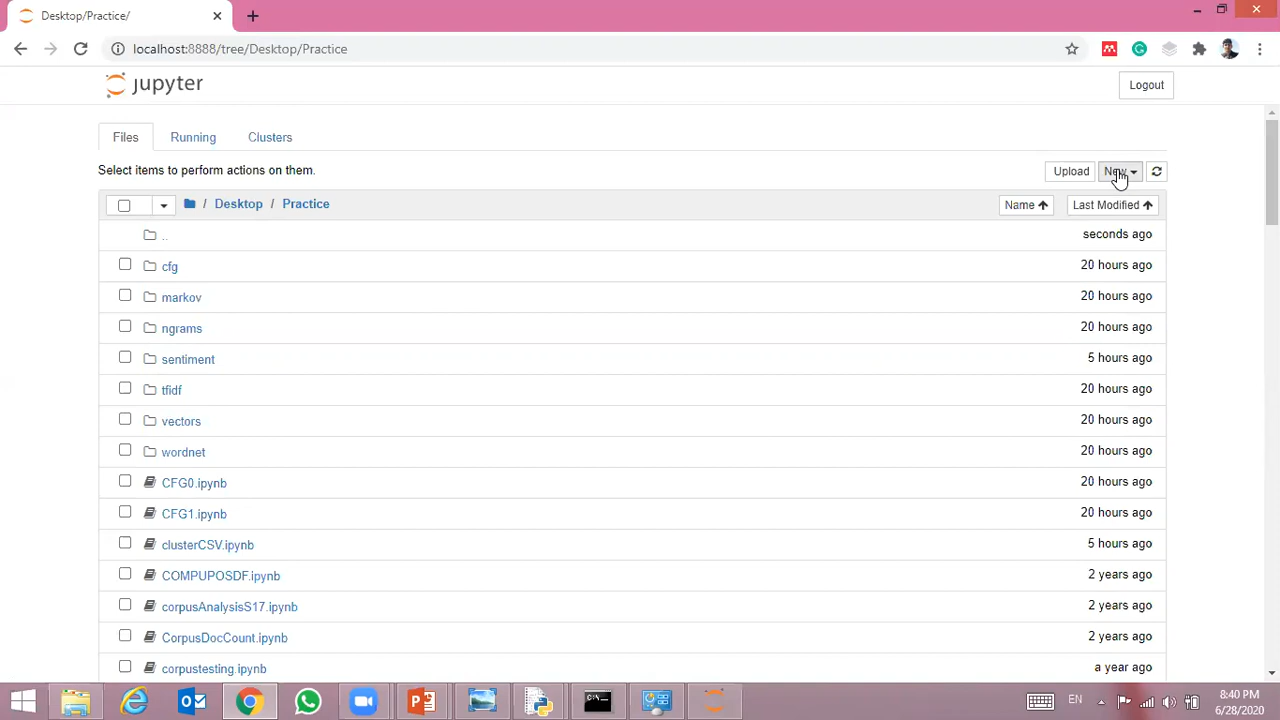 Desktop/Practice/
localhost:8888/tree/Desktop/Practice
jupyter
Logout
Files Running Clusters
Select items to perform actions on them.
Upload New
/ Desktop / Practice Name Last Modified
.. seconds ago
cfg 20 hours ago
markov 20 hours ago
ngrams 20 hours ago
sentiment 5 hours ago
tfidf 20 hours ago
vectors 20 hours ago
wordnet 20 hours ago
CFG0.ipynb 20 hours ago
CFG1.ipynb 20 hours ago
clusterCSV.ipynb 5 hours ago
COMPUPOSDF.ipynb 2 years ago
corpusAnalysisS17.ipynb 2 years ago
CorpusDocCount.ipynb 2 years ago
corpustesting.ipynb a year ago
EN
8:40 PM
6/28/2020